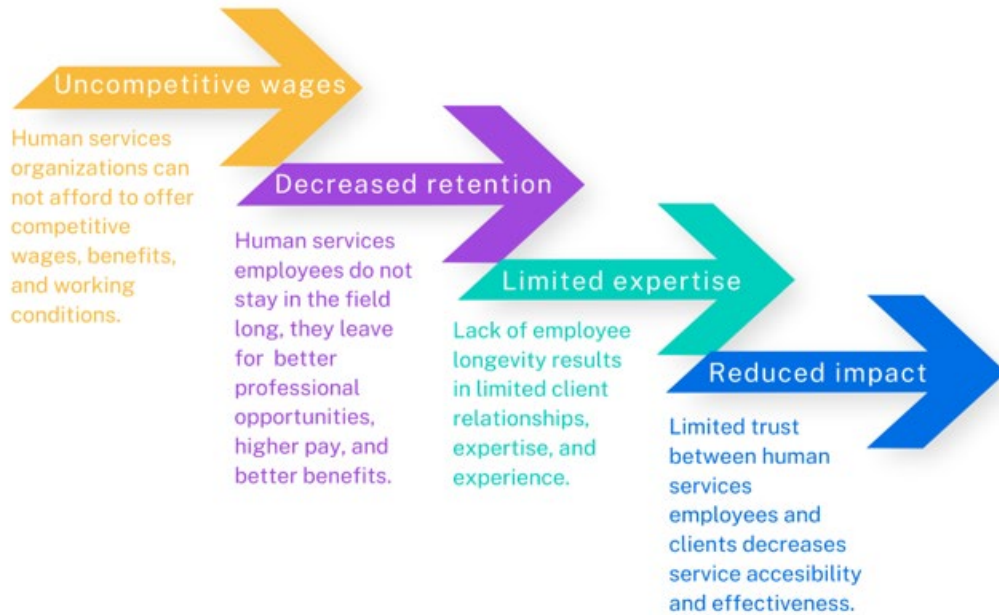 Uncompetitive wages
Human services
organizations can
not afford to offer
competitive
wages, benefits,
and working
conditions.
Decreased retention
Human services
employees do not
stay in the field
long, they leave
for better
professional
opportunities,
higher pay, and
better benefits.
Limited expertise
Lack of employee
longevity results
in limited client
relationships,
expertise, and
experience.
Reduced impact
Limited trust
between human
services
employees and
clients decreases
service accesibility
and effectiveness.